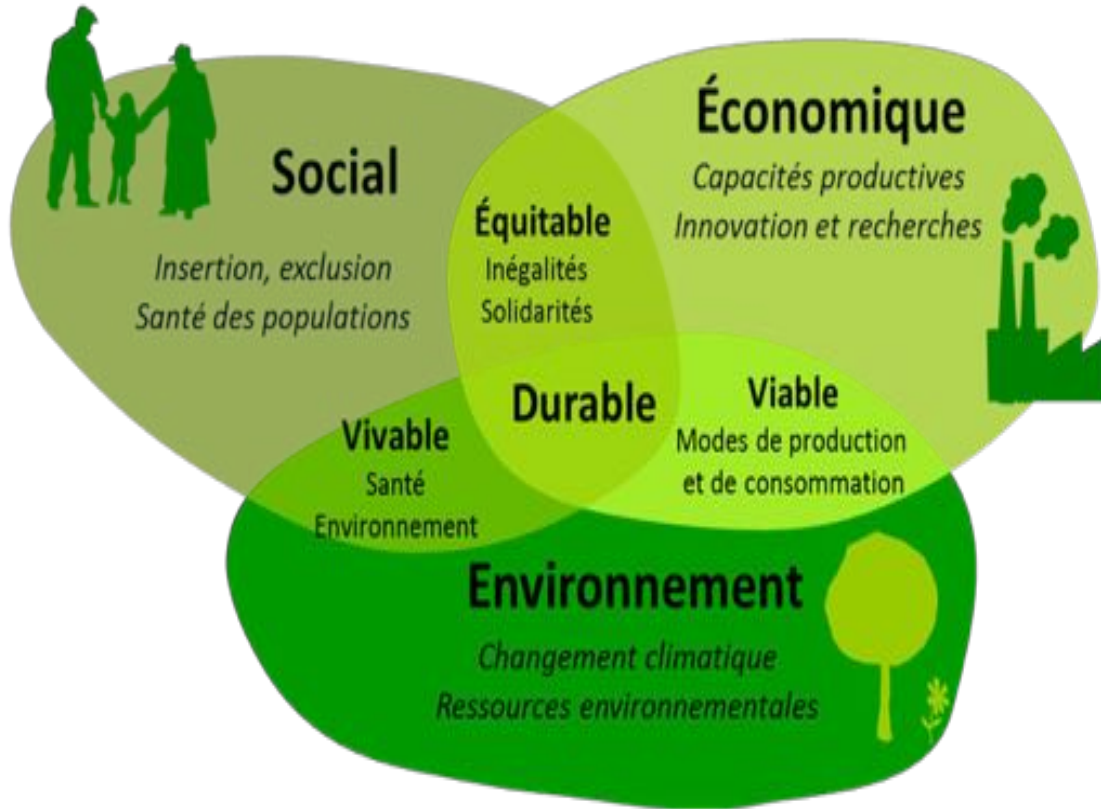 Social
Insertion, exclusion
Santé des populations
Économique
Capacités productives
Innovation et recherches
Équitable
Inégalités
Solidarités
Durable
Vivable
Santé
Environnement
Viable
Modes de production
et de consommation
Environnement
Changement climatique
Ressources environnementales